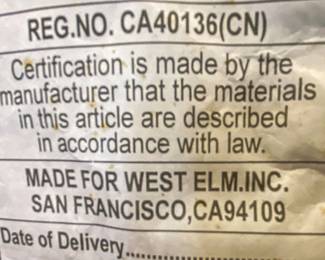 REG.NO. CA40136(CN)
Certification is made by the
manufacturer that the materials
in this article are described
in accordance with law.
MADE FOR WEST ELM.INC.
SAN FRANCISCO,CA94109
Date of Delivery..................